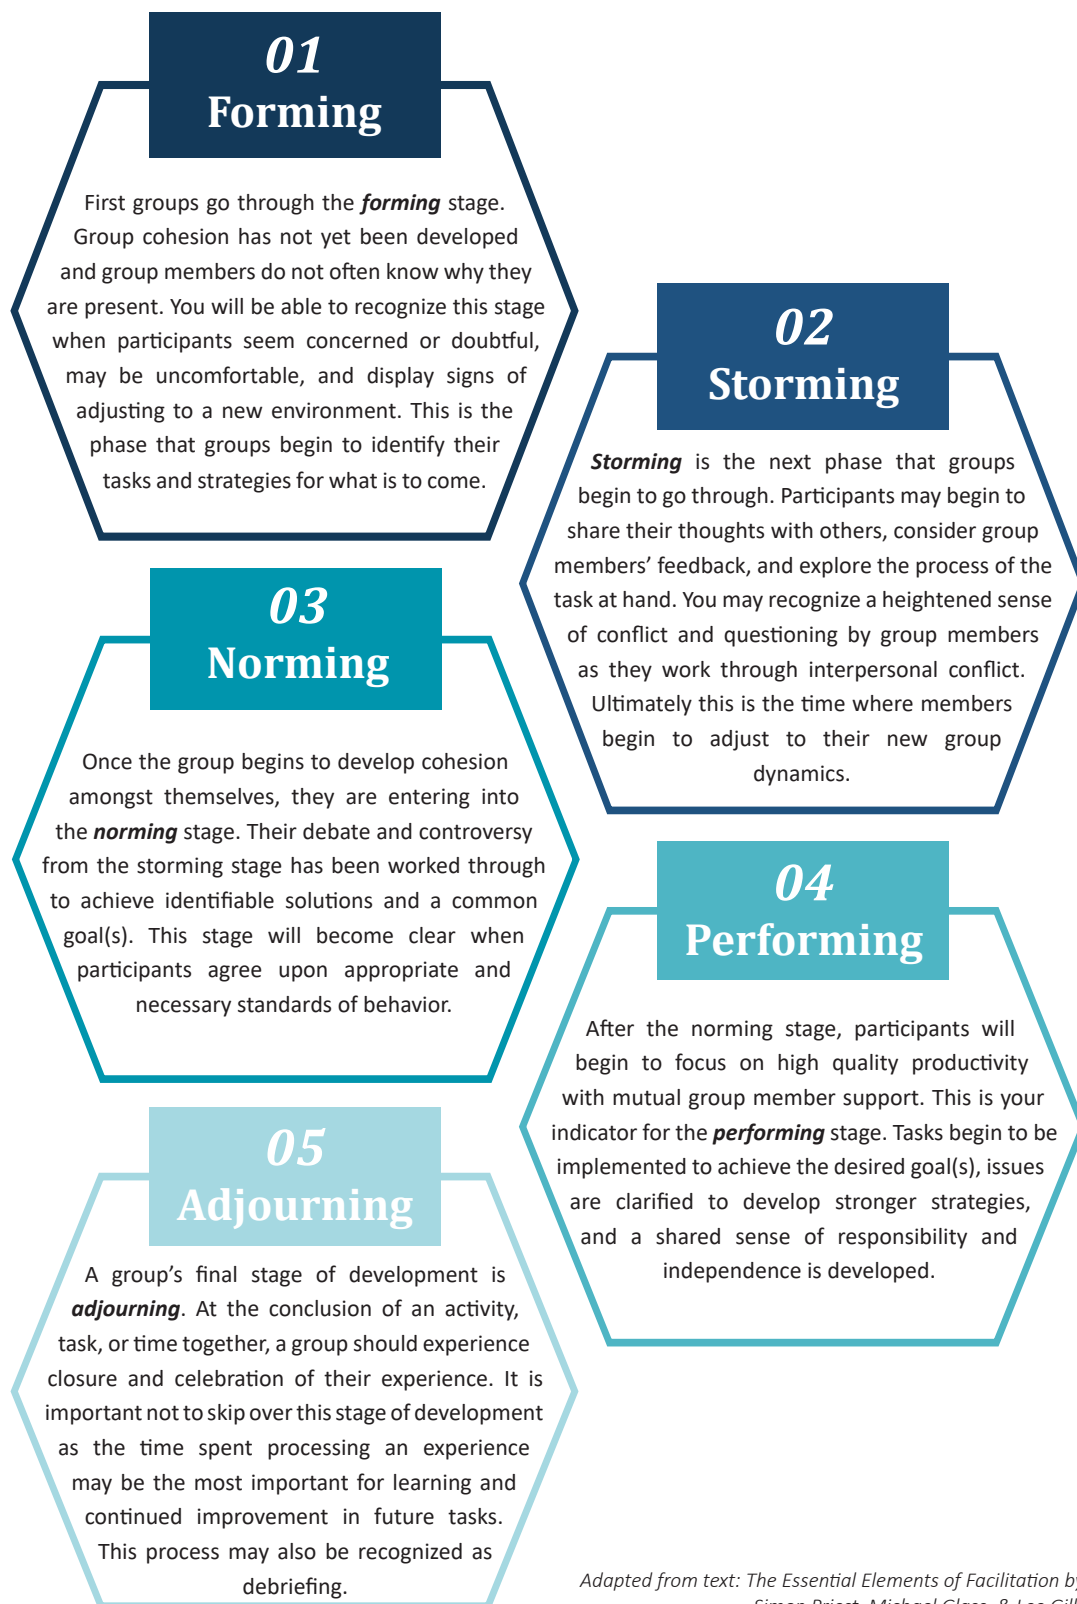 01
Forming
First groups go through the forming stage.
Group cohesion has not yet been developed
and group members do not often know why they
are present. You will be able to recognize this stage
when participants seem concerned or doubtful,
may be uncomfortable, and display signs of
adjusting to a new environment. This is the
phase that groups begin to identify their
tasks and strategies for what is to come.
02
Storming
Storming is the next phase that groups
begin to go through. Participants may begin to
share their thoughts with others, consider group
members’ feedback, and explore the process of the
task at hand. You may recognize a heightened sense
of conflict and questioning by group members
as they work through interpersonal conflict.
Ultimately this is the time where members
begin to adjust to their new group
dynamics.
03
Norming
Once the group begins to develop cohesion
amongst themselves, they are entering into
the norming stage. Their debate and controversy
from the storming stage has been worked through
to achieve identifiable solutions and a common
goal(s). This stage will become clear when
participants agree upon appropriate and
necessary standards of behavior.
04
Performing
After the norming stage, participants will
begin to focus on high quality productivity
with mutual group member support. This is your
indicator for the performing stage. Tasks begin to be
implemented to achieve the desired goal(s), issues
are clarified to develop stronger strategies,
and a shared sense of responsibility and
independence is developed.
05
Adjourning
A group’s final stage of development is
adjourning. At the conclusion of an activity,
task, or time together, a group should experience
closure and celebration of their experience. It is
important not to skip over this stage of development
as the time spent processing an experience
may be the most important for learning and
continued improvement in future tasks.
This process may also be recognized as
debriefing.
Adapted from text: The Essential Elements of Facilitation by
Simon Priest, Michael Glass, & Lee Gill